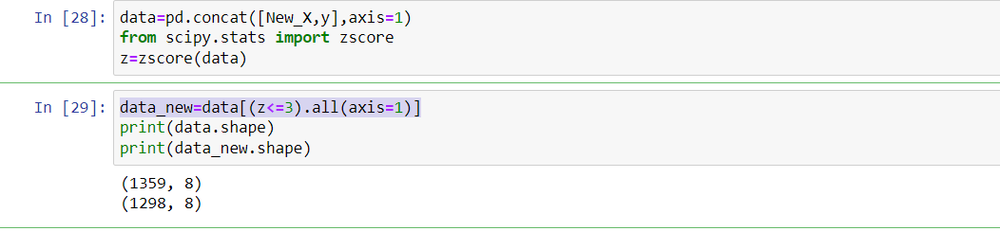 In [28]: data=pd.concat([New_X,y],axis=1)
from scipy.stats import zscore
z=zscore(data)
In [29]: data_new=data[(z<=3).all(axis=1)]
print(data.shape)
print(data_new.shape)
(1359, 8)
(1298, 8)